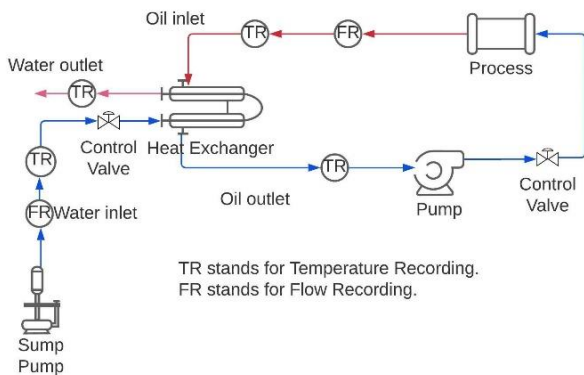 Oil inlet
TR
FR
Process
Water outlet
TR
Control
Valve
Heat Exchanger
TR
TR
Oil outlet
Pump
Control
Valve
FR
Water inlet
TR stands for Temperature Recording.
FR stands for Flow Recording.
Sump
Pump